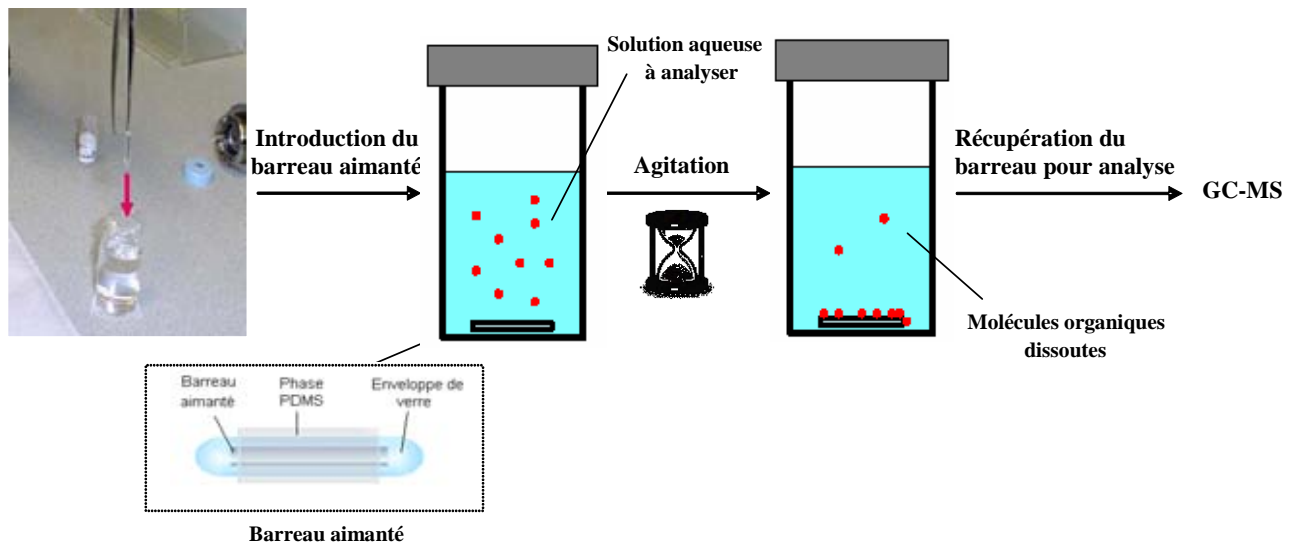 Introduction du
barreau aimanté
Solution aqueuse
à analyser
Agitation
Récupération du
barreau pour analyse
GC-MS
Molécules organiques
dissoutes
Barreau
aimanté
Phase
PDMS
Enveloppe de
verre
Barreau aimanté